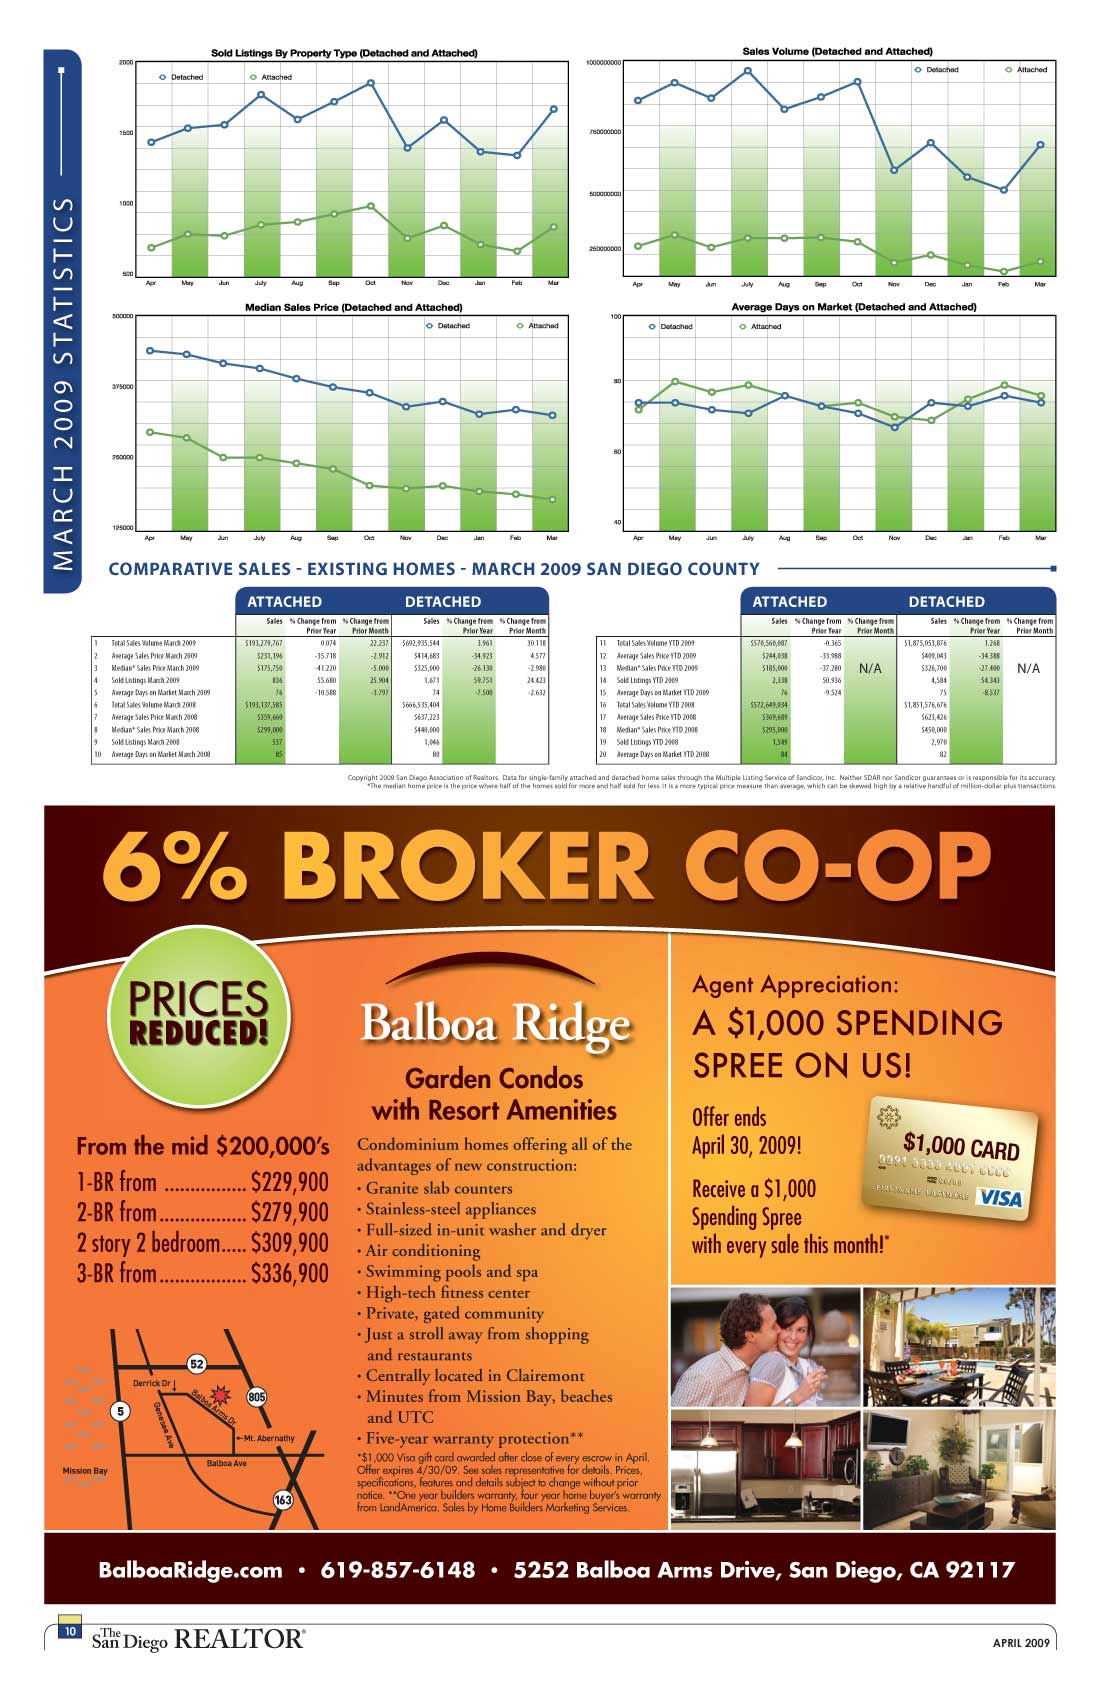 MARCH 2009 STATISTICS
Sold Listings By Property Type (Detached and Attached)
2000
Detached
Attached
1500
1000
500
Apr May Jun July Aug Sep Oct Nov Dec Jan Feb Mar
Sales Volume (Detached and Attached)
1000000000
Detached
Attached
750000000
500000000
250000000
Apr May Jun July Aug Sep Oct Nov Dec Jan Feb Mar
Median Sales Price (Detached and Attached)
500000
Detached
Attached
375000
250000
125000
Apr May Jun July Aug Sep Oct Nov Dec Jan Feb Mar
Average Days on Market (Detached and Attached)
100
Detached
Attached
80
60
40
Apr May Jun July Aug Sep Oct Nov Dec Jan Feb Mar
COMPARATIVE SALES - EXISTING HOMES - MARCH 2009 SAN DIEGO COUNTY
ATTACHED DETACHED
Sales % Change from Prior Year % Change from Prior Month Sales % Change from Prior Year % Change from Prior Month
1 Total Sales Volume March 2009 $193,279,767 0.074 22.237 $692,935,544 3.961 30.118
2 Average Sales Price March 2009 $231,196 -35.718 -2.912 $414,683 -34.923 4.577
3 Median* Sales Price March 2009 $175,750 -41.220 -5.000 $325,000 -26.130 -2.980
4 Sold Listings March 2009 836 55.680 25.904 1,671 59.751 24.423
5 Average Days on Market March 2009 76 -10.588 -3.797 74 -7.500 -2.632
6 Total Sales Volume March 2008 $193,137,585 $666,535,404
7 Average Sales Price March 2008 $359,660 $637,223
8 Median* Sales Price March 2008 $299,000 $440,000
9 Sold Listings March 2008 537 1,046
10 Average Days on Market March 2008 85 80
ATTACHED DETACHED
Sales % Change from Prior Year % Change from Prior Month Sales % Change from Prior Year % Change from Prior Month
11 Total Sales Volume YTD 2009 $570,560,087 -0.365 $1,875,053,876 1.268
12 Average Sales Price YTD 2009 $244,038 -33.988 $409,043 -34.388
13 Median* Sales Price YTD 2009 $185,000 -37.280 N/A $326,700 -27.400 N/A
14 Sold Listings YTD 2009 2,338 50.936 4,584 54.343
15 Average Days on Market YTD 2009 76 -9.524 75 -8.537
16 Total Sales Volume YTD 2008 $572,649,034 $1,851,576,676
17 Average Sales Price YTD 2008 $369,689 $623,426
18 Median* Sales Price YTD 2008 $295,000 $450,000
19 Sold Listings YTD 2008 1,549 2,970
20 Average Days on Market YTD 2008 84 82
Copyright 2009 San Diego Association of Realtors. Data for single-family attached and detached home sales through the Multiple Listing Service of Sandicor, Inc. Neither SDAR nor Sandicor guarantees or is responsible for its accuracy.
*The median home price is the price where half of the homes sold for more and half sold for less. It is a more typical price measure than average, which can be skewed high by a relative handful of million-dollar plus transactions
6% BROKER CO-OP
PRICES
REDUCED!
From the mid $200,000's
1-BR from ................ $229,900
2-BR from................. $279,900
2 story 2 bedroom..... $309,900
3-BR from................. $336,900
52
Derrick Dr
805
Balboa Arms Dr
5
Genesee Ave
Mt. Abernathy
Balboa Ave
Mission Bay
163
Balboa Ridge
Garden Condos
with Resort Amenities
Condominium homes offering all of the
advantages of new construction:
• Granite slab counters
• Stainless-steel appliances
• Full-sized in-unit washer and dryer
• Air conditioning
• Swimming pools and spa
• High-tech fitness center
• Private, gated community
• Just a stroll away from shopping
and restaurants
• Centrally located in Clairemont
• Minutes from Mission Bay, beaches
and UTC
• Five-year warranty protection**
*$1,000 Visa gift card awarded after close of every escrow in April.
Offer expires 4/30/09. See sales representative for details. Prices,
specifications, features and details subject to change without prior
notice. **One year builders warranty, four year home buyer's warranty
from LandAmerica. Sales by Home Builders Marketing Services.
Agent Appreciation:
A $1,000 SPENDING
SPREE ON US!
Offer ends
April 30, 2009!
Receive a $1,000
Spending Spree
with every sale this month!*
$1,000 CARD
FIRSTNAME LASTNAME
VISA
BalboaRidge.com • 619-857-6148 • 5252 Balboa Arms Drive, San Diego, CA 92117
10
The San Diego REALTOR®
APRIL 2009